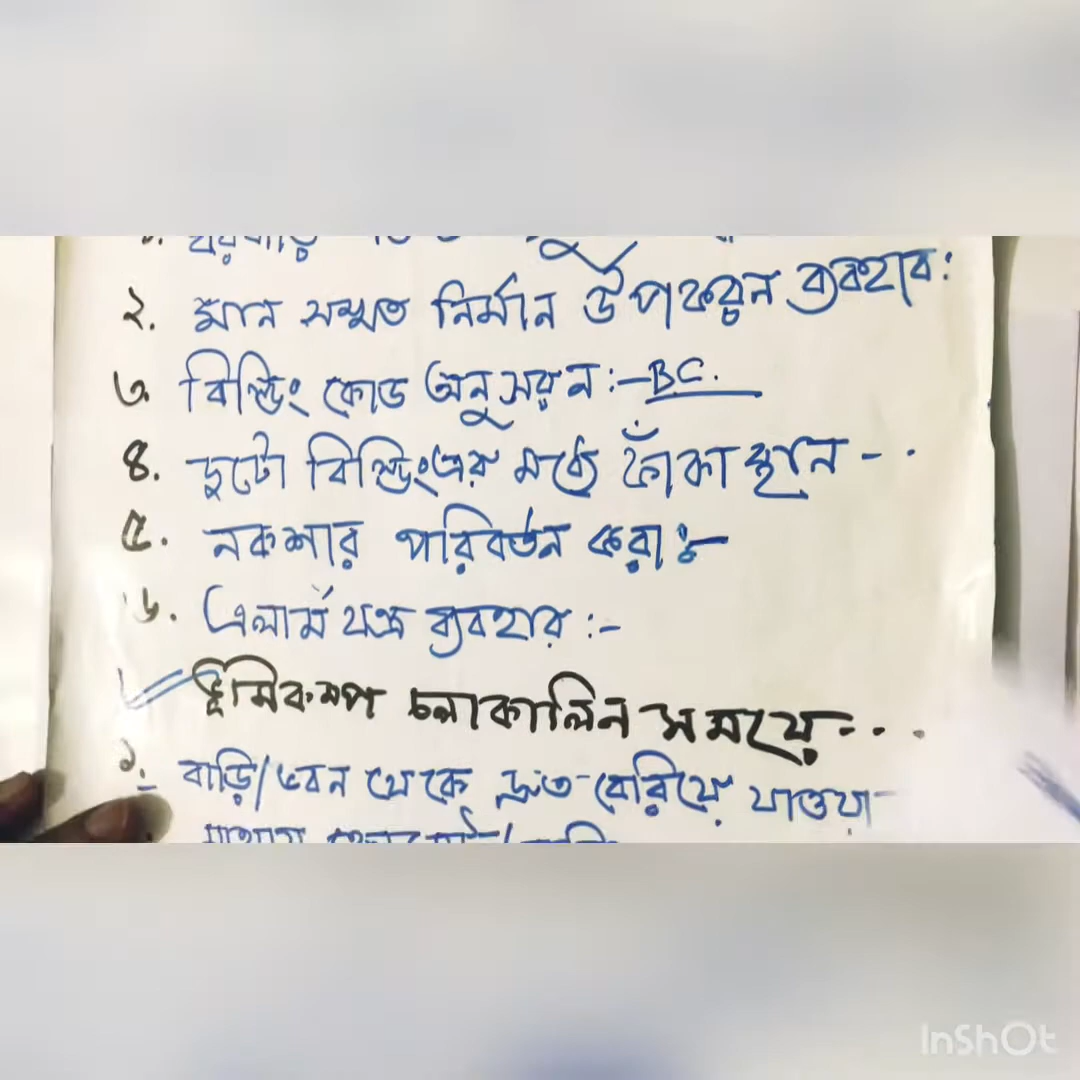 ২. মান সম্মত নির্মান উপকরন ব্যবহার:
৩. বিল্ডিং কোড অনুসরন:- BC.
৪. দুটো বিল্ডিংএর মধ্যে ফাঁকা স্থান - ..
৫. নকশার পরিবর্তন করা :-
৬. এলার্ম যন্ত্র ব্যবহার :-
ভূমিকম্প চলাকালিন সময়ে - ...
১. বাড়ি/ভবন থেকে দ্রুত বেরিয়ে যাওয়া -
InShOt